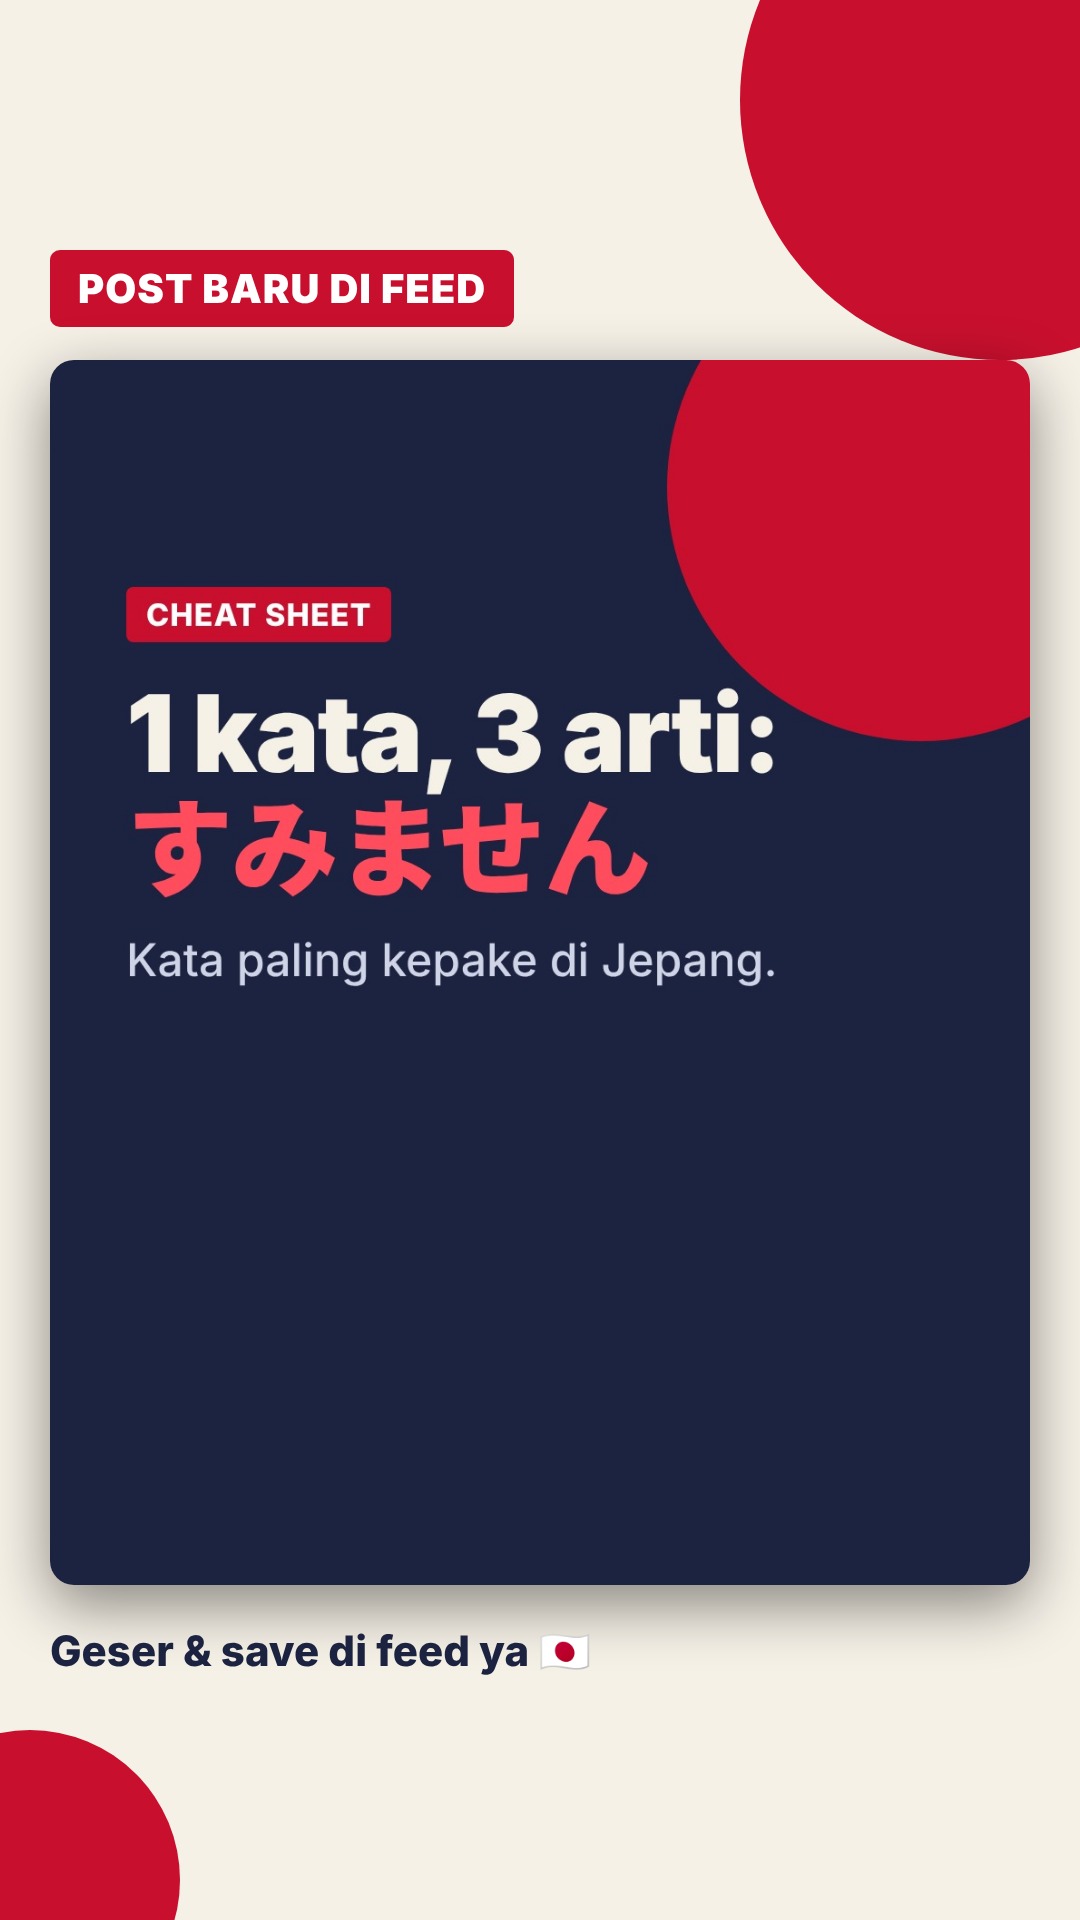 POST BARU DI FEED
CHEAT SHEET
1 kata, 3 arti:
すみません
Kata paling kepake di Jepang.
Geser & save di feed ya 🇯🇵